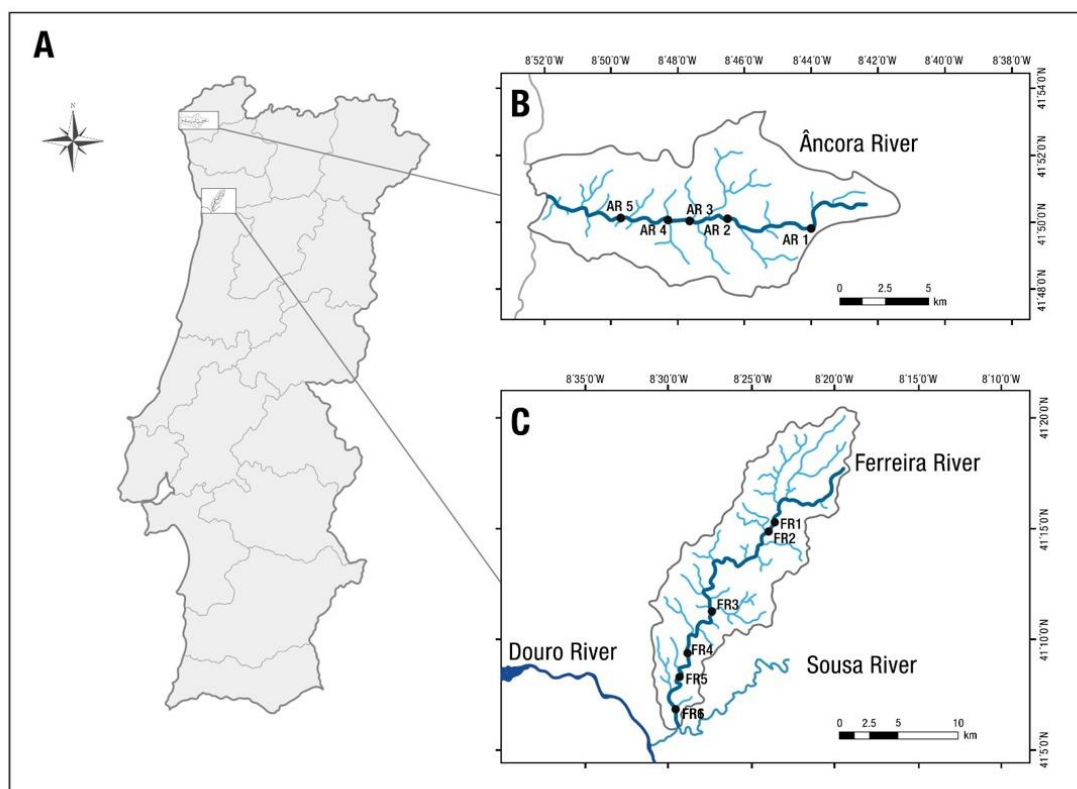 A
N
B
8°52'0"W 8°50'0"W 8°48'0"W 8°46'0"W 8°44'0"W 8°42'0"W 8°40'0"W 8°38'0"W
41°54'0"N
41°52'0"N
41°50'0"N
41°48'0"N
Âncora River
AR 5
AR 4
AR 3
AR 2
AR 1
0 2.5 5
km
C
8°35'0"W 8°30'0"W 8°25'0"W 8°20'0"W 8°15'0"W 8°10'0"W
41°20'0"N
41°15'0"N
41°10'0"N
41°5'0"N
Ferreira River
FR1
FR2
FR3
FR4
FR5
FR6
Douro River
Sousa River
0 2.5 5 10
km